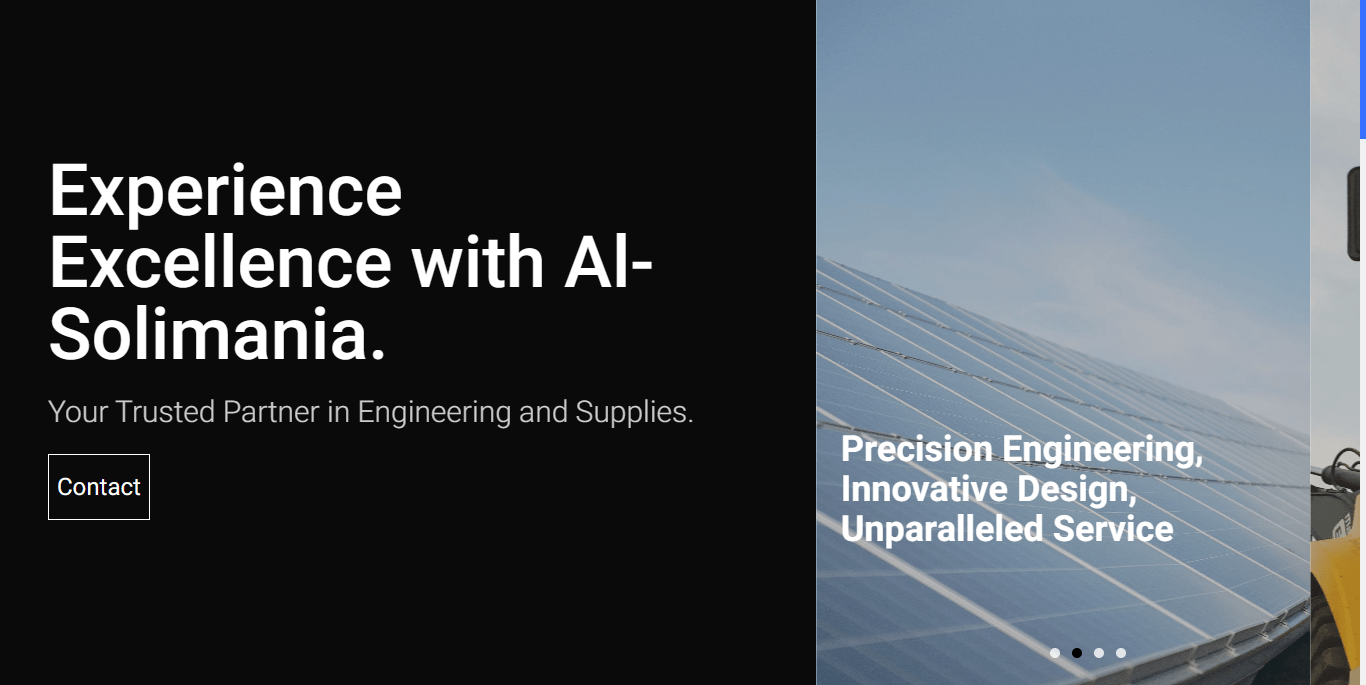 Experience
Excellence with Al-
Solimania.
Your Trusted Partner in Engineering and Supplies.
Contact
Precision Engineering,
Innovative Design,
Unparalleled Service